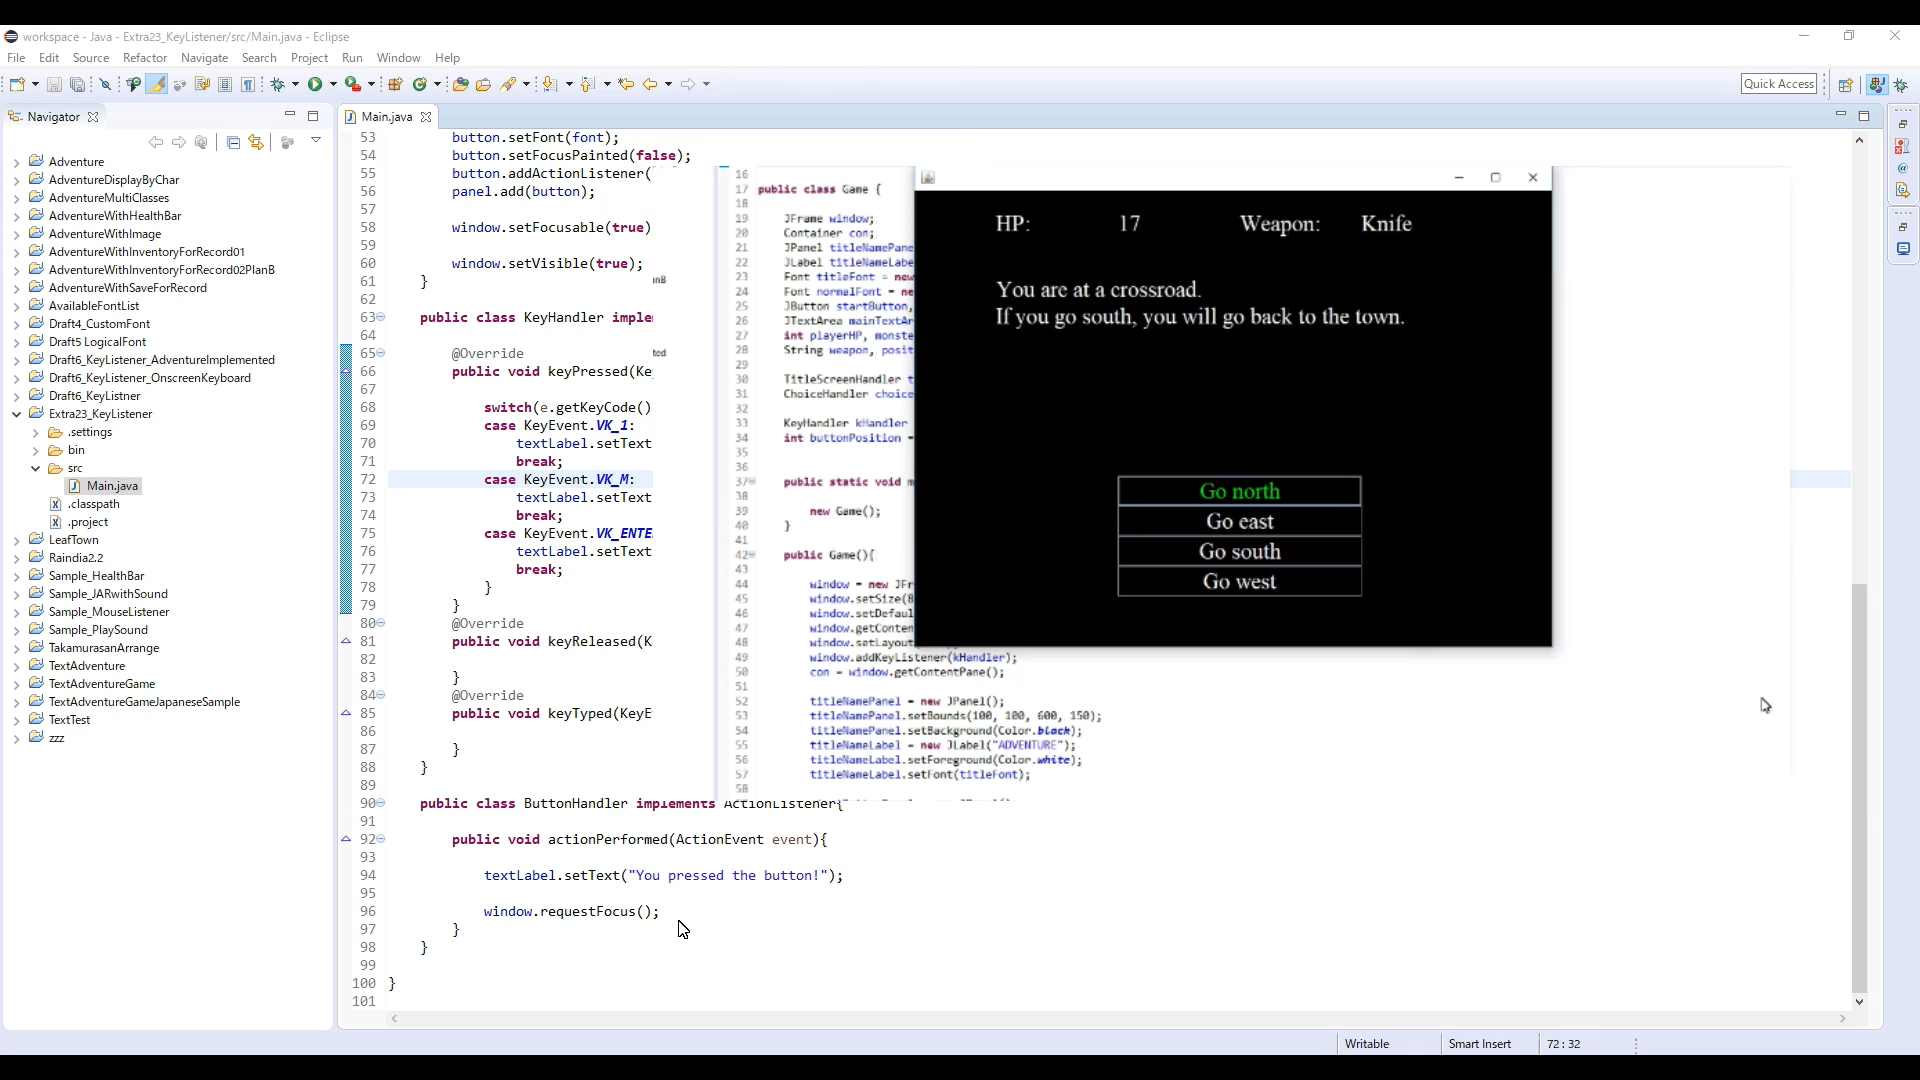 workspace - Java - Extra23_KeyListener/src/Main.java - Eclipse
File Edit Source Refactor Navigate Search Project Run Window Help
Quick Access
Navigator
Adventure
AdventureDisplayByChar
AdventureMultiClasses
AdventureWithHealthBar
AdventureWithImage
AdventureWithInventoryForRecord01
AdventureWithInventoryForRecord02PlanB
AdventureWithSaveForRecord
AvailableFontList
Draft4_CustomFont
Draft5 LogicalFont
Draft6_KeyListener_AdventureImplemented
Draft6_KeyListener_OnscreenKeyboard
Draft6_KeyListner
Extra23_KeyListener
.settings
bin
src
Main.java
.classpath
.project
LeafTown
Raindia2.2
Sample_HealthBar
Sample_JARwithSound
Sample_MouseListener
Sample_PlaySound
TakamurasanArrange
TextAdventure
TextAdventureGame
TextAdventureGameJapaneseSample
TextTest
zzz
Main.java
53 button.setFont(font);
54 button.setFocusPainted(false);
55 button.addActionListener(
56 panel.add(button);
57
58 window.setFocusable(true)
59
60 window.setVisible(true);
61 }
62
63 public class KeyHandler imple
64
65 @Override
66 public void keyPressed(Ke
67
68 switch(e.getKeyCode()
69 case KeyEvent.VK_1:
70 textLabel.setText
71 break;
72 case KeyEvent.VK_M:
73 textLabel.setText
74 break;
75 case KeyEvent.VK_ENTE
76 textLabel.setText
77 break;
78 }
79 }
80 @Override
81 public void keyReleased(K
82
83 }
84 @Override
85 public void keyTyped(KeyE
86
87 }
88 }
89
90 public class ButtonHandler implements ActionListener{
91
92 public void actionPerformed(ActionEvent event){
93
94 textLabel.setText("You pressed the button!");
95
96 window.requestFocus();
97 }
98 }
99
100 }
101
16
17 public class Game {
18
19 JFrame window;
20 Container con;
21 JPanel titleNamePane
22 JLabel titleNameLabe
23 Font titleFont = new
24 Font normalFont = ne
25 JButton startButton,
26 JTextArea mainTextAr
27 int playerHP, monste
28 String weapon, posit
29
30 TitleScreenHandler t
31 ChoiceHandler choice
32
33 KeyHandler kHandler
34 int buttonPosition =
35
36
37 public static void m
38
39 new Game();
40 }
41
42 public Game(){
43
44 window = new JFr
45 window.setSize(8
46 window.setDefaul
47 window.getConten
48 window.setLayout
49 window.addKeyListener(kHandler);
50 con = window.getContentPane();
51
52 titleNamePanel = new JPanel();
53 titleNamePanel.setBounds(100, 100, 600, 150);
54 titleNamePanel.setBackground(Color.black);
55 titleNameLabel = new JLabel("ADVENTURE");
56 titleNameLabel.setForeground(Color.white);
57 titleNameLabel.setFont(titleFont);
58
HP: 17 Weapon: Knife
You are at a crossroad.
If you go south, you will go back to the town.
Go north
Go east
Go south
Go west
Writable Smart Insert 72 : 32